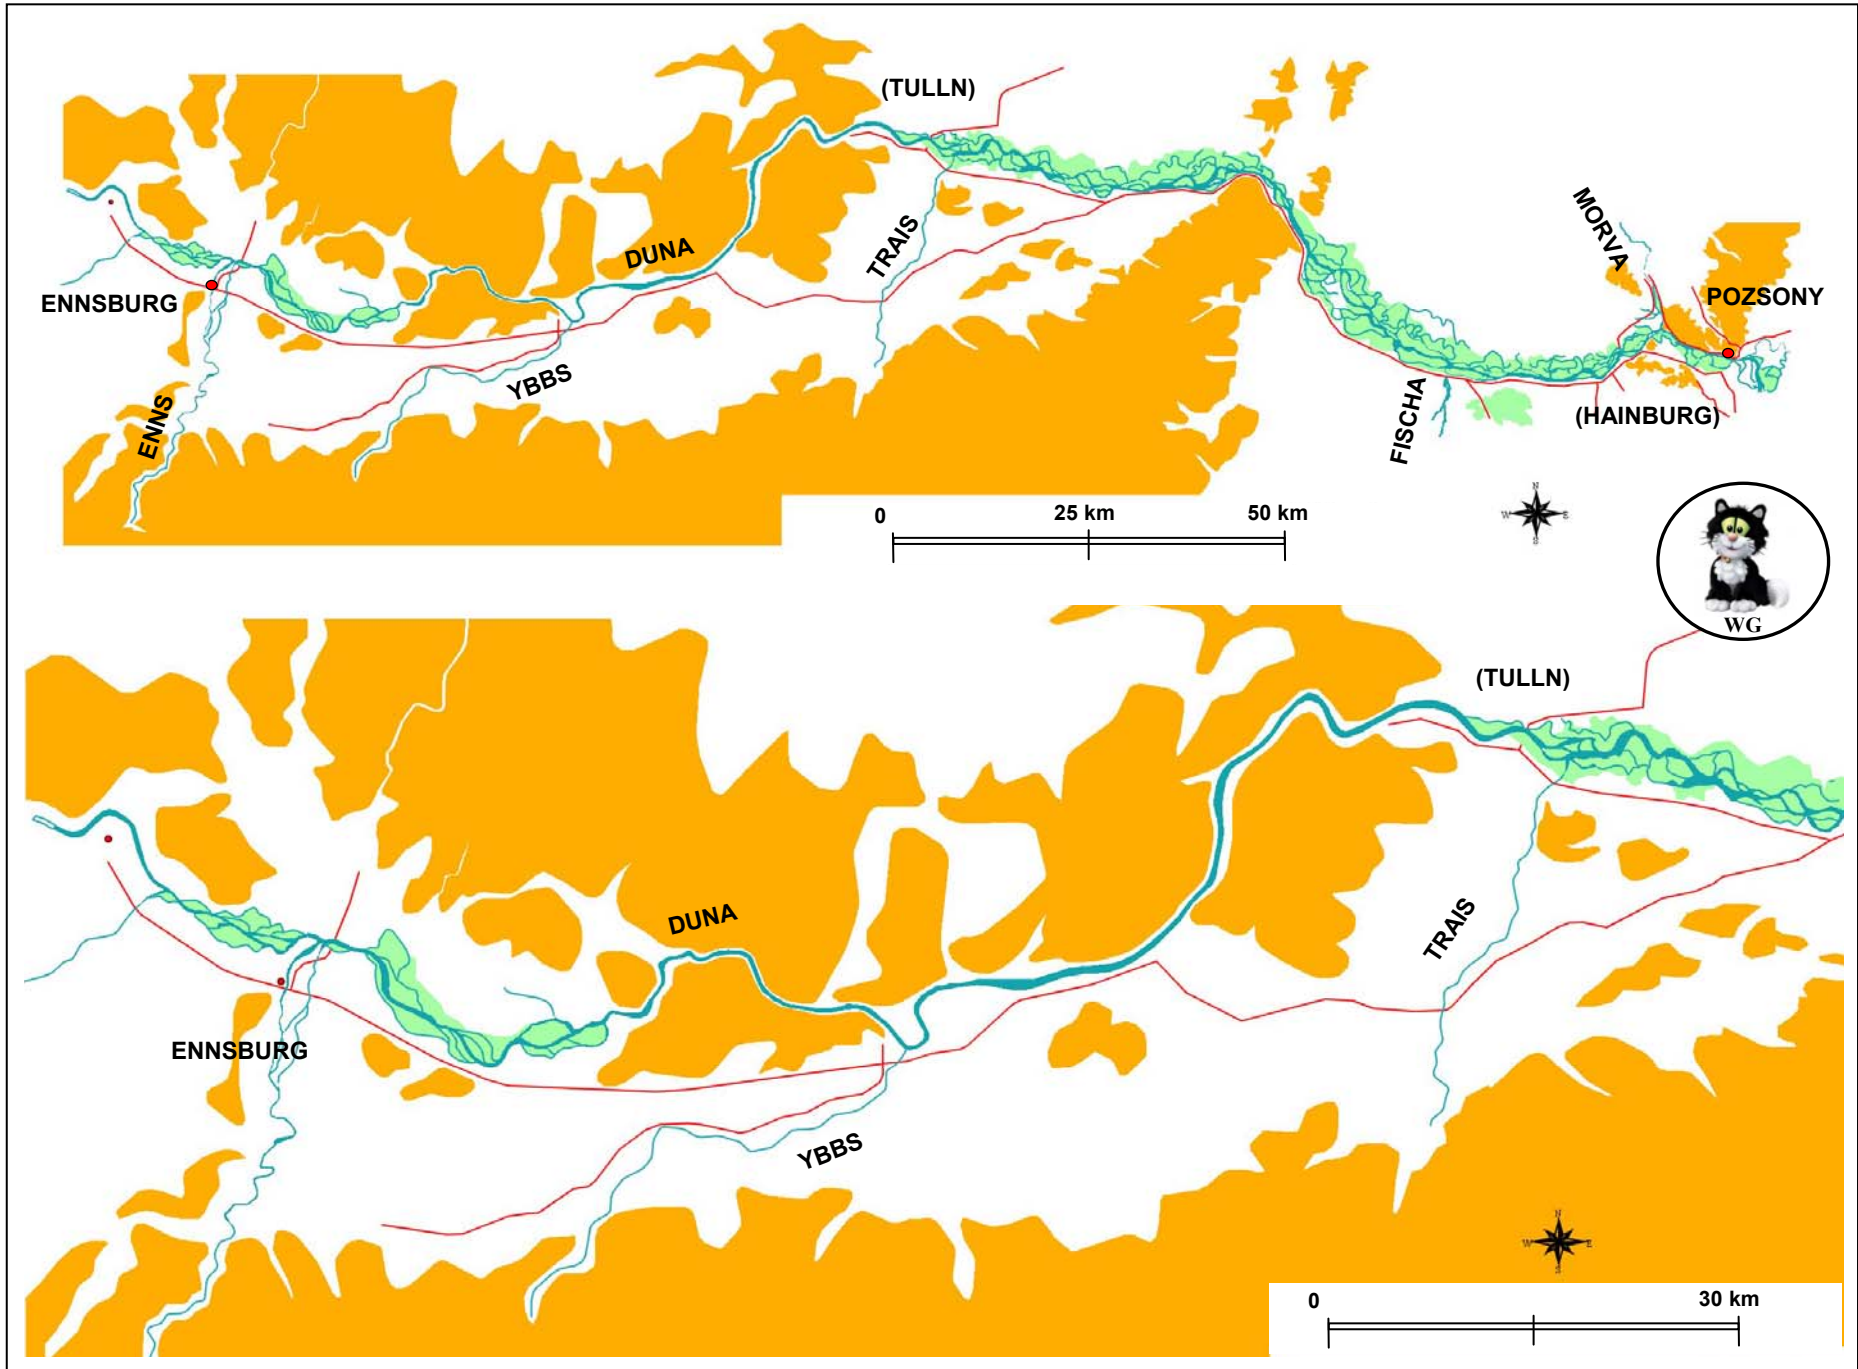 (TULLN)
MORVA
DUNA
TRAIS
ENNSBURG
POZSONY
YBBS
ENNS
FISCHA
(HAINBURG)
0 25 km 50 km
N
W E
S
WG
(TULLN)
DUNA
TRAIS
ENNSBURG
YBBS
N
W E
S
0 30 km